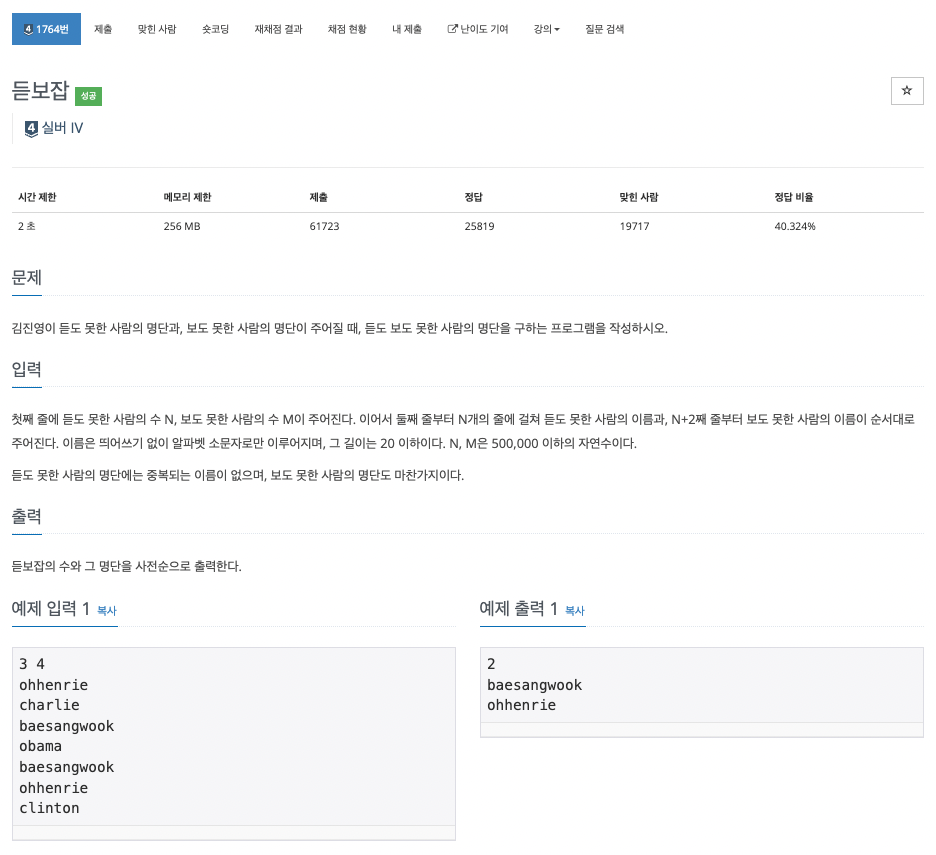 4 1764번 제출 맞힌 사람 숏코딩 재채점 결과 채점 현황 내 제출 난이도 기여 강의 질문 검색
듣보잡 성공
4 실버 IV
시간 제한 메모리 제한 제출 정답 맞힌 사람 정답 비율
2 초 256 MB 61723 25819 19717 40.324%
문제
김진영이 듣도 못한 사람의 명단과, 보도 못한 사람의 명단이 주어질 때, 듣도 보도 못한 사람의 명단을 구하는 프로그램을 작성하시오.
입력
첫째 줄에 듣도 못한 사람의 수 N, 보도 못한 사람의 수 M이 주어진다. 이어서 둘째 줄부터 N개의 줄에 걸쳐 듣도 못한 사람의 이름과, N+2째 줄부터 보도 못한 사람의 이름이 순서대로
주어진다. 이름은 띄어쓰기 없이 알파벳 소문자로만 이루어지며, 그 길이는 20 이하이다. N, M은 500,000 이하의 자연수이다.
듣도 못한 사람의 명단에는 중복되는 이름이 없으며, 보도 못한 사람의 명단도 마찬가지이다.
출력
듣보잡의 수와 그 명단을 사전순으로 출력한다.
예제 입력 1 복사
3 4
ohhenrie
charlie
baesangwook
obama
baesangwook
ohhenrie
clinton
예제 출력 1 복사
2
baesangwook
ohhenrie